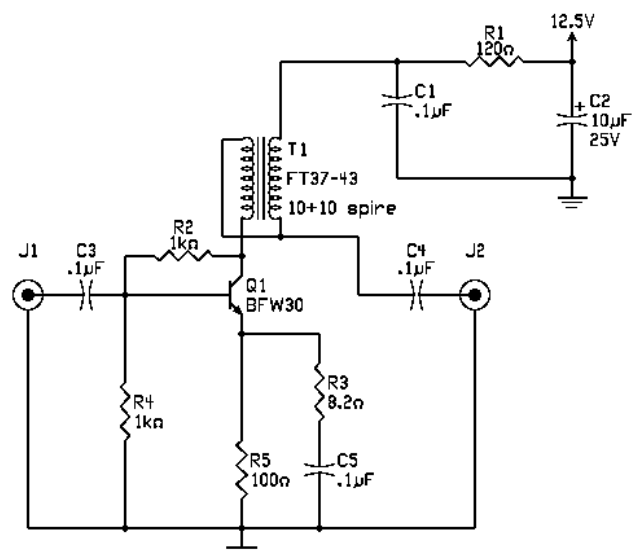 12.5V
R1
120Ω
C1
.1µF
+
C2
10µF
25V
T1
FT37-43
10+10 spire
R2
1kΩ
J1
C3
.1µF
C4
.1µF
J2
Q1
BFW30
R3
8.2Ω
R4
1kΩ
R5
100Ω
C5
.1µF